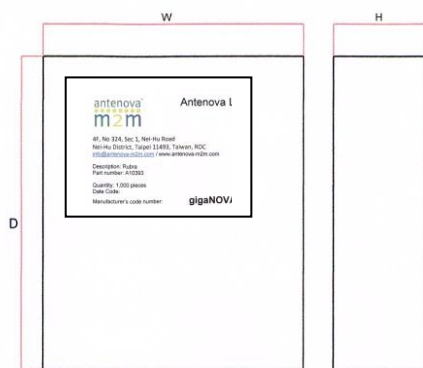 W
H
antenova
m2m
Antenova L
4F, No 324, Sec 1, Nei-Hu Road
Nei-Hu District, Taipei 11493, Taiwan, ROC
info@antenova-m2m.com / www.antenova-m2m.com
Description: Rubra
Part number: A10393
Quantity: 1,000 pieces
Date Code:
Manufacturer's code number:
gigaNOVA
D